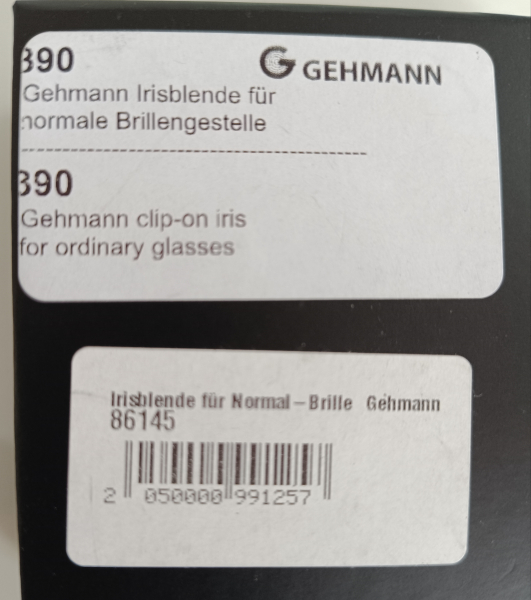 390
GEHMANN
Gehmann Irisblende für
normale Brillengestelle
390
Gehmann clip-on iris
for ordinary glasses
Irisblende für Normal-Brille Gehmann
86145
2 050000 991257